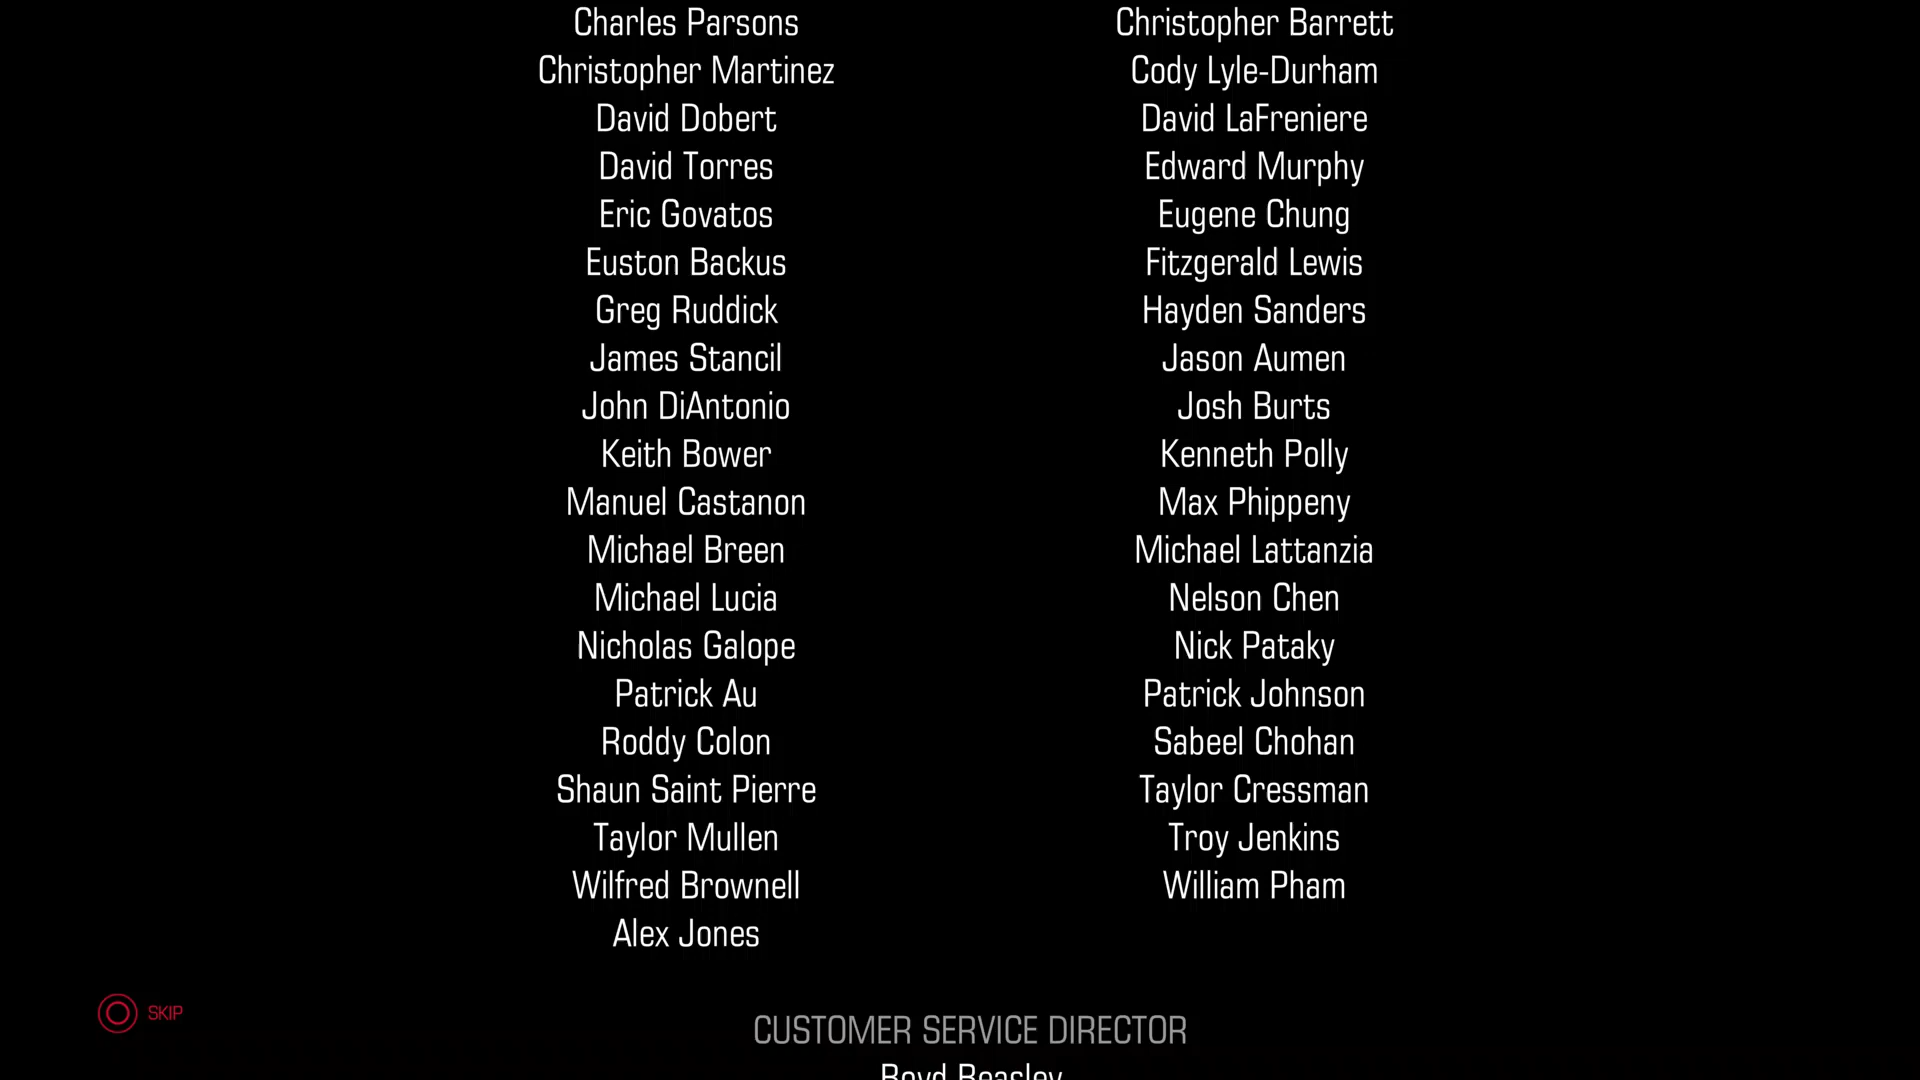 Charles Parsons
Christopher Barrett
Christopher Martinez
Cody Lyle-Durham
David Dobert
David LaFreniere
David Torres
Edward Murphy
Eric Govatos
Eugene Chung
Euston Backus
Fitzgerald Lewis
Greg Ruddick
Hayden Sanders
James Stancil
Jason Aumen
John DiAntonio
Josh Burts
Keith Bower
Kenneth Polly
Manuel Castanon
Max Phippeny
Michael Breen
Michael Lattanzia
Michael Lucia
Nelson Chen
Nicholas Galope
Nick Pataky
Patrick Au
Patrick Johnson
Roddy Colon
Sabeel Chohan
Shaun Saint Pierre
Taylor Cressman
Taylor Mullen
Troy Jenkins
Wilfred Brownell
William Pham
Alex Jones
SKIP
CUSTOMER SERVICE DIRECTOR
Boyd Beasley